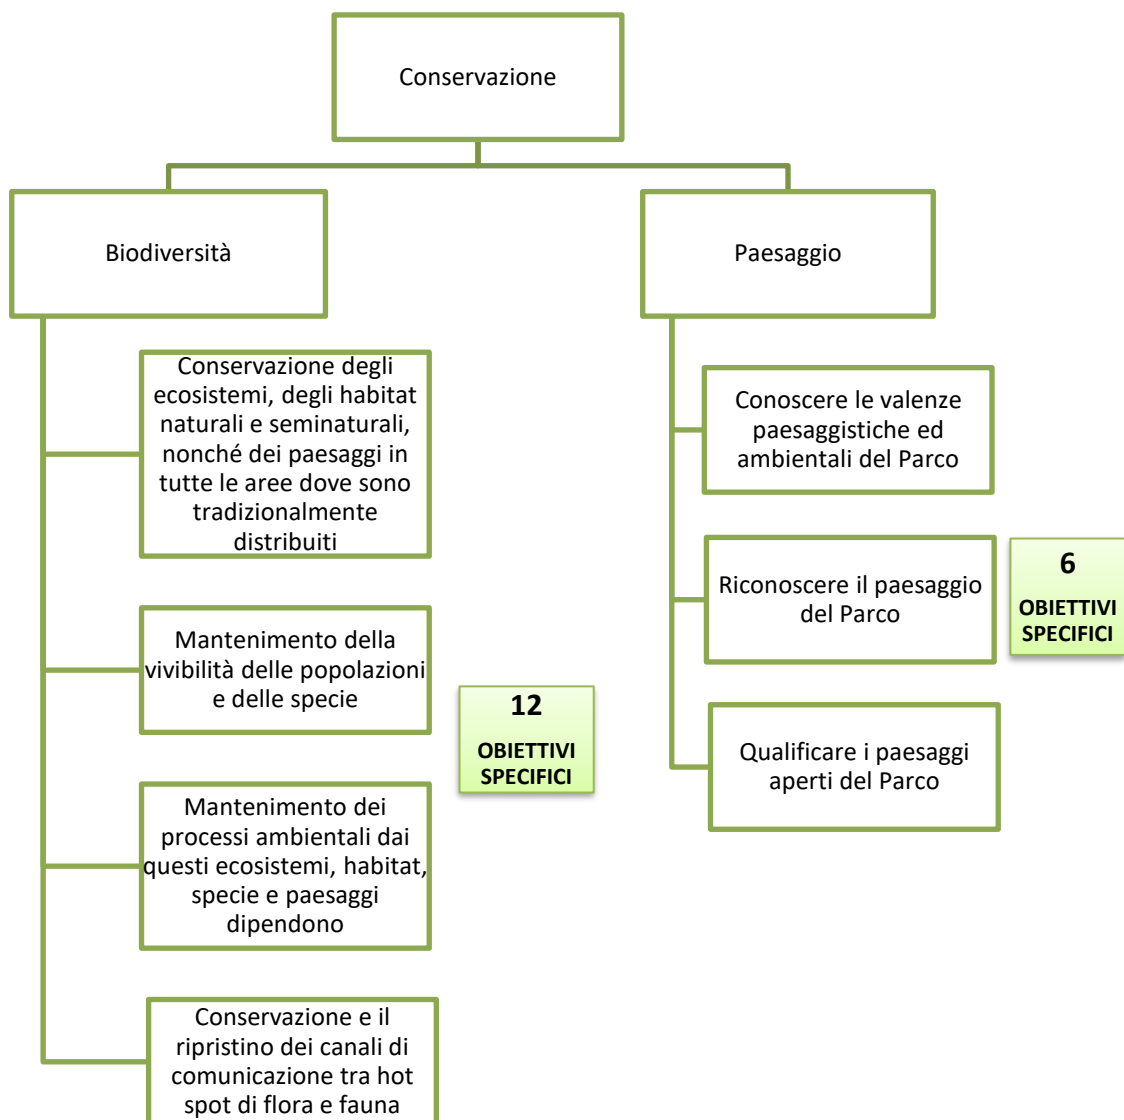 Conservazione
Biodiversità
Paesaggio
Conservazione degli
ecosistemi, degli habitat
naturali e seminaturali,
nonché dei paesaggi in
tutte le aree dove sono
tradizionalmente
distribuiti
Mantenimento della
vivibilità delle popolazioni
e delle specie
Mantenimento dei
processi ambientali dai
questi ecosistemi, habitat,
specie e paesaggi
dipendono
Conservazione e il
ripristino dei canali di
comunicazione tra hot
spot di flora e fauna
12
OBIETTIVI
SPECIFICI
Conoscere le valenze
paesaggistiche ed
ambientali del Parco
Riconoscere il paesaggio
del Parco
Qualificare i paesaggi
aperti del Parco
6
OBIETTIVI
SPECIFICI